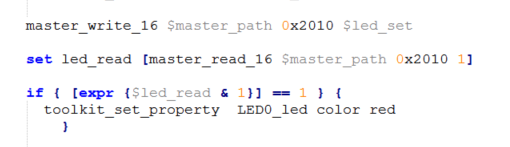 master_write_16 $master_path 0x2010 $led_set
set led_read [master_read_16 $master_path 0x2010 1]
if { [expr {$led_read & 1}] == 1 } {
toolkit_set_property  LED0_led color red
}